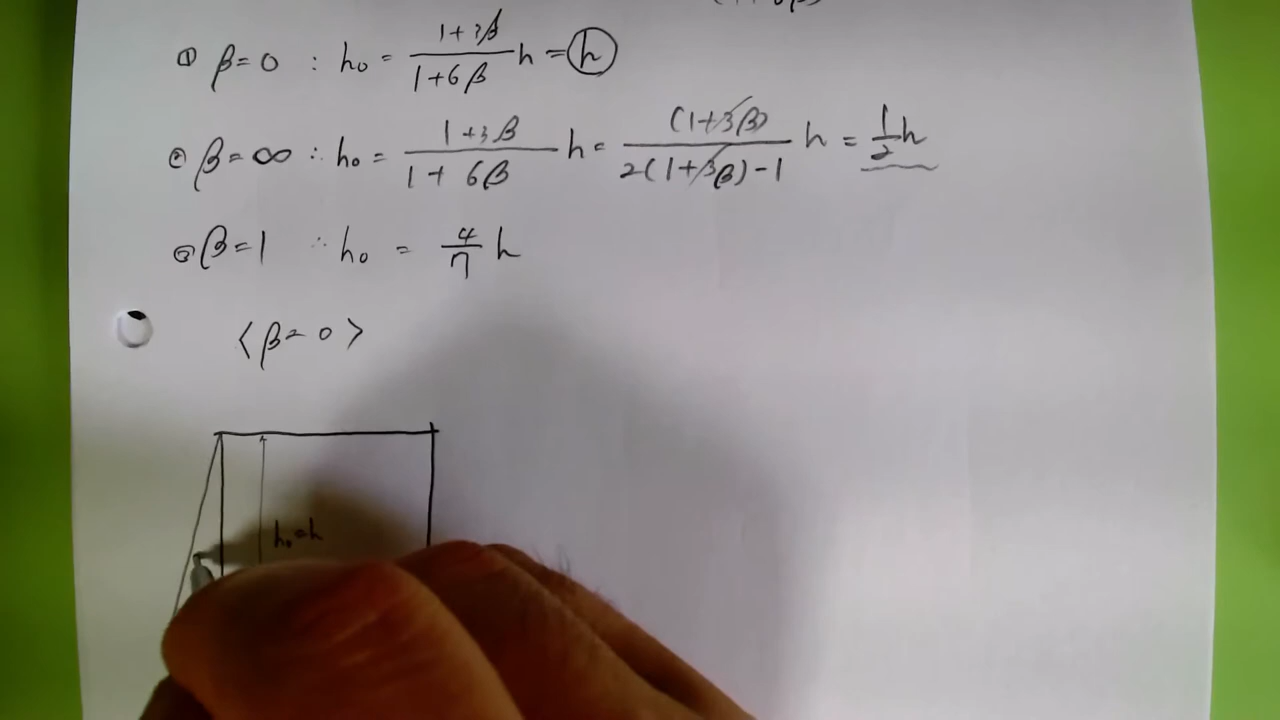 ① β=0 : h₀ = (1+3β)/(1+6β) h = h
② β=∞ ∴ h₀ = (1+3β)/(1+6β) h = (1+3β)/(2(1+3β)-1) h = 1/2 h
③ β=1 ∴ h₀ = 4/7 h
<β=0>
h₀=h